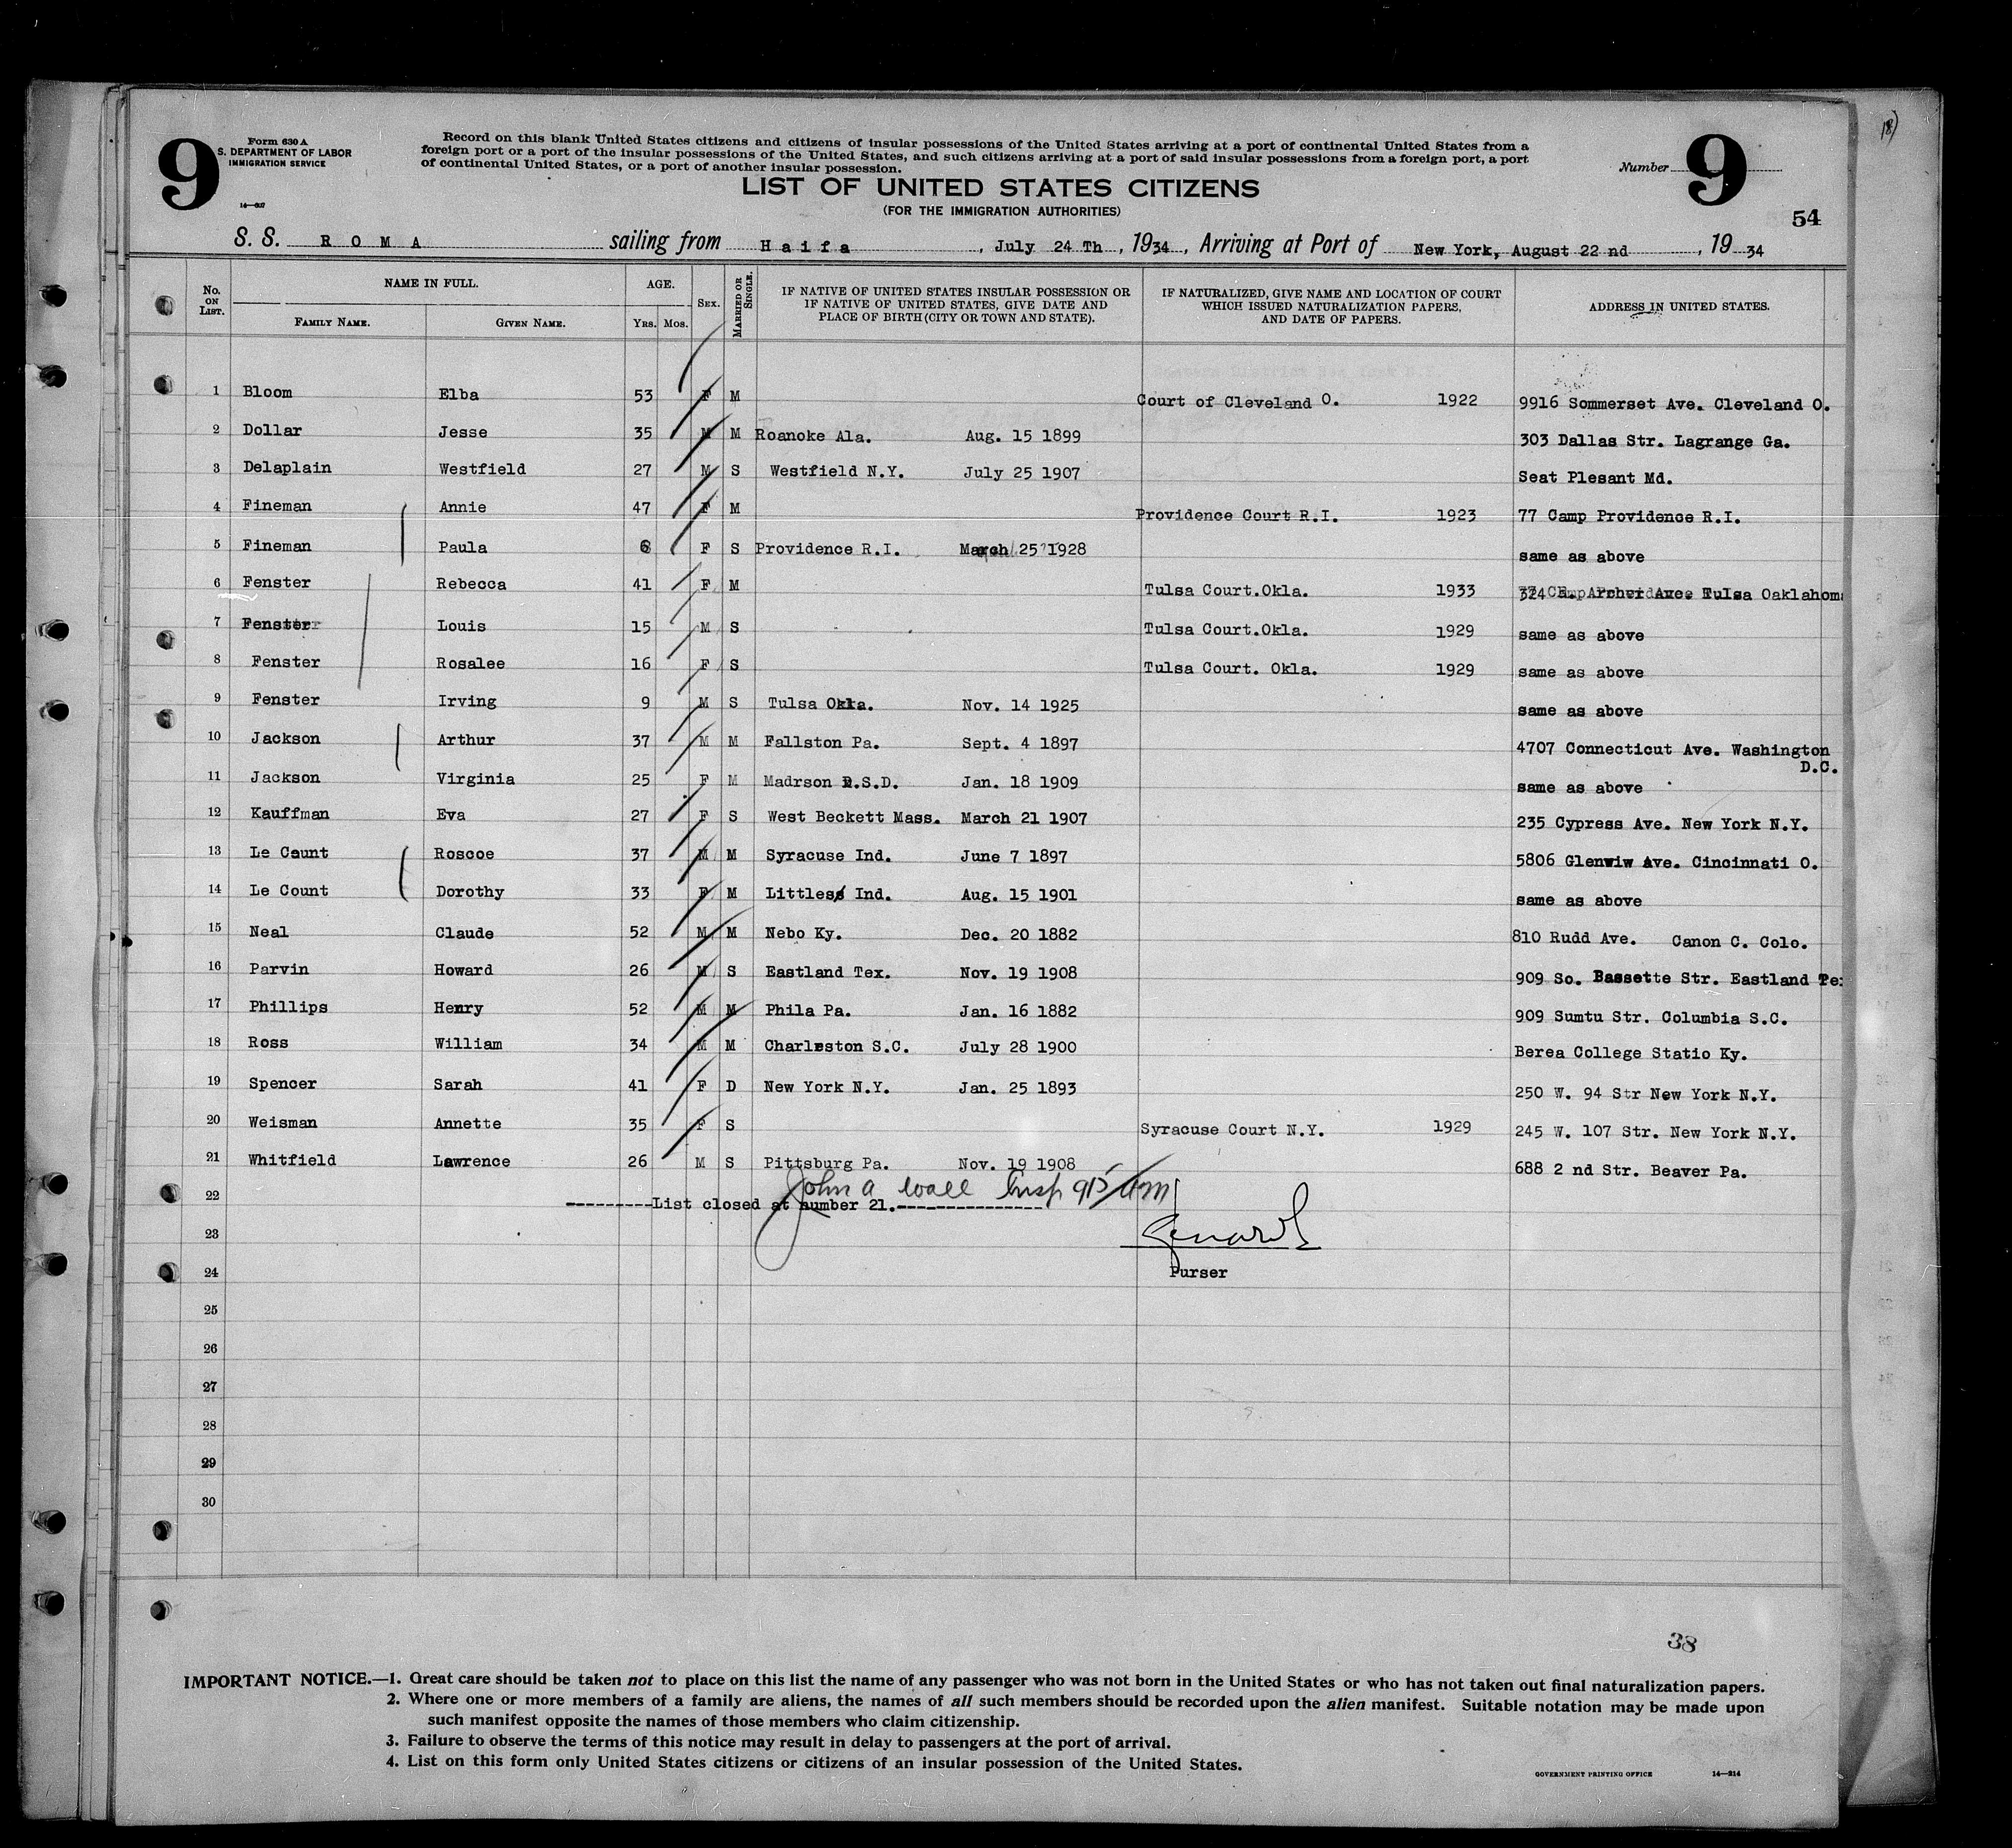 18)
9 Form 630 A Record on this blank United States citizens and citizens of insular possessions of the United States arriving at a port of continental United States from a
S. DEPARTMENT OF LABOR foreign port or a port of the insular possessions of the United States, and such citizens arriving at a port of said insular possessions from a foreign port, a port
IMMIGRATION SERVICE of continental United States, or a port of another insular possession. Number 9
LIST OF UNITED STATES CITIZENS
(FOR THE IMMIGRATION AUTHORITIES)
54
S. S. ROMA sailing from Haifa, July 24 Th, 1934, Arriving at Port of New York, August 22 nd, 19 34
No. ON LIST. NAME IN FULL. FAMILY NAME. GIVEN NAME. AGE. YRS. MOS. SEX. MARRIED OR SINGLE. IF NATIVE OF UNITED STATES INSULAR POSSESSION OR IF NATIVE OF UNITED STATES, GIVE DATE AND PLACE OF BIRTH (CITY OR TOWN AND STATE). IF NATURALIZED, GIVE NAME AND LOCATION OF COURT WHICH ISSUED NATURALIZATION PAPERS, AND DATE OF PAPERS. ADDRESS IN UNITED STATES.
1 Bloom Elba 53 F M Court of Cleveland O. 1922 9916 Sommerset Ave. Cleveland O.
2 Dollar Jesse 35 M M Roanoke Ala. Aug. 15 1899 303 Dallas Str. Lagrange Ga.
3 Delaplain Westfield 27 M S Westfield N.Y. July 25 1907 Seat Plesant Md.
4 Fineman Annie 47 F M Providence Court R.I. 1923 77 Camp Providence R.I.
5 Fineman Paula 6 F S Providence R.I. March 25 1928 same as above
6 Fenster Rebecca 41 F M Tulsa Court.Okla. 1933 324 Archer Ave. Tulsa Oaklahoma
7 Fenster Louis 15 M S Tulsa Court.Okla. 1929 same as above
8 Fenster Rosalee 16 F S Tulsa Court. Okla. 1929 same as above
9 Fenster Irving 9 M S Tulsa Okla. Nov. 14 1925 same as above
10 Jackson Arthur 37 M M Fallston Pa. Sept. 4 1897 4707 Connecticut Ave. Washington D.C.
11 Jackson Virginia 25 F M Madrson S.D. Jan. 18 1909 same as above
12 Kauffman Eva 27 F S West Beckett Mass. March 21 1907 235 Cypress Ave. New York N.Y.
13 Le Count Roscoe 37 M M Syracuse Ind. June 7 1897 5806 Glenwiw Ave. Cincinnati O.
14 Le Count Dorothy 33 F M Littles Ind. Aug. 15 1901 same as above
15 Neal Claude 52 M M Nebo Ky. Dec. 20 1882 810 Rudd Ave. Canon C. Colo.
16 Parvin Howard 26 M S Eastland Tex. Nov. 19 1908 909 So. Bassette Str. Eastland Tex
17 Phillips Henry 52 M M Phila Pa. Jan. 16 1882 909 Sumtu Str. Columbia S.C.
18 Ross William 34 M M Charleston S.C. July 28 1900 Berea College Statio Ky.
19 Spencer Sarah 41 F D New York N.Y. Jan. 25 1893 250 W. 94 Str New York N.Y.
20 Weisman Annette 35 F S Syracuse Court N.Y. 1929 245 W. 107 Str. New York N.Y.
21 Whitfield Lawrence 26 M S Pittsburg Pa. Nov. 19 1908 688 2 nd Str. Beaver Pa.
22 John A Wall Insp 915 AM
---------List closed at number 21.---------------
23
24 Purser
25
26
27
28
29
30
38
IMPORTANT NOTICE.—1. Great care should be taken not to place on this list the name of any passenger who was not born in the United States or who has not taken out final naturalization papers.
2. Where one or more members of a family are aliens, the names of all such members should be recorded upon the alien manifest. Suitable notation may be made upon
such manifest opposite the names of those members who claim citizenship.
3. Failure to observe the terms of this notice may result in delay to passengers at the port of arrival.
4. List on this form only United States citizens or citizens of an insular possession of the United States.
GOVERNMENT PRINTING OFFICE 14—214